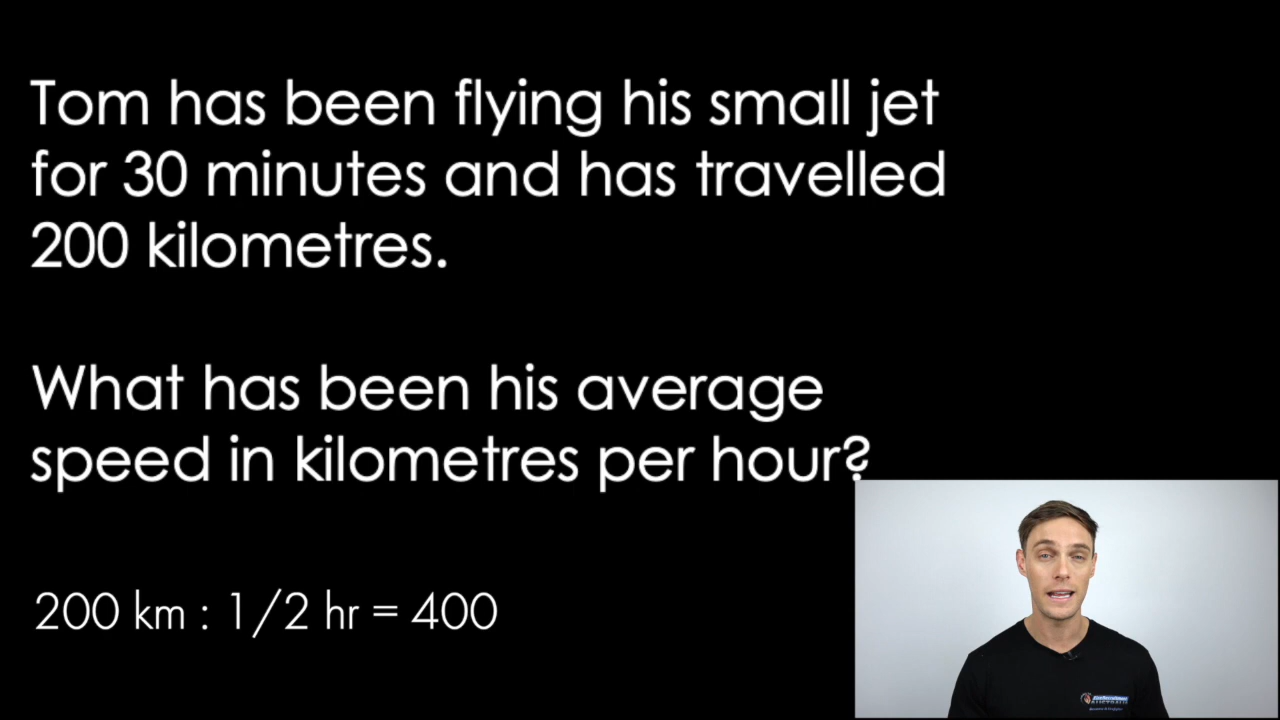 Tom has been flying his small jet
for 30 minutes and has travelled
200 kilometres.
What has been his average
speed in kilometres per hour?
200 km : 1/2 hr = 400
AUSTRALIA